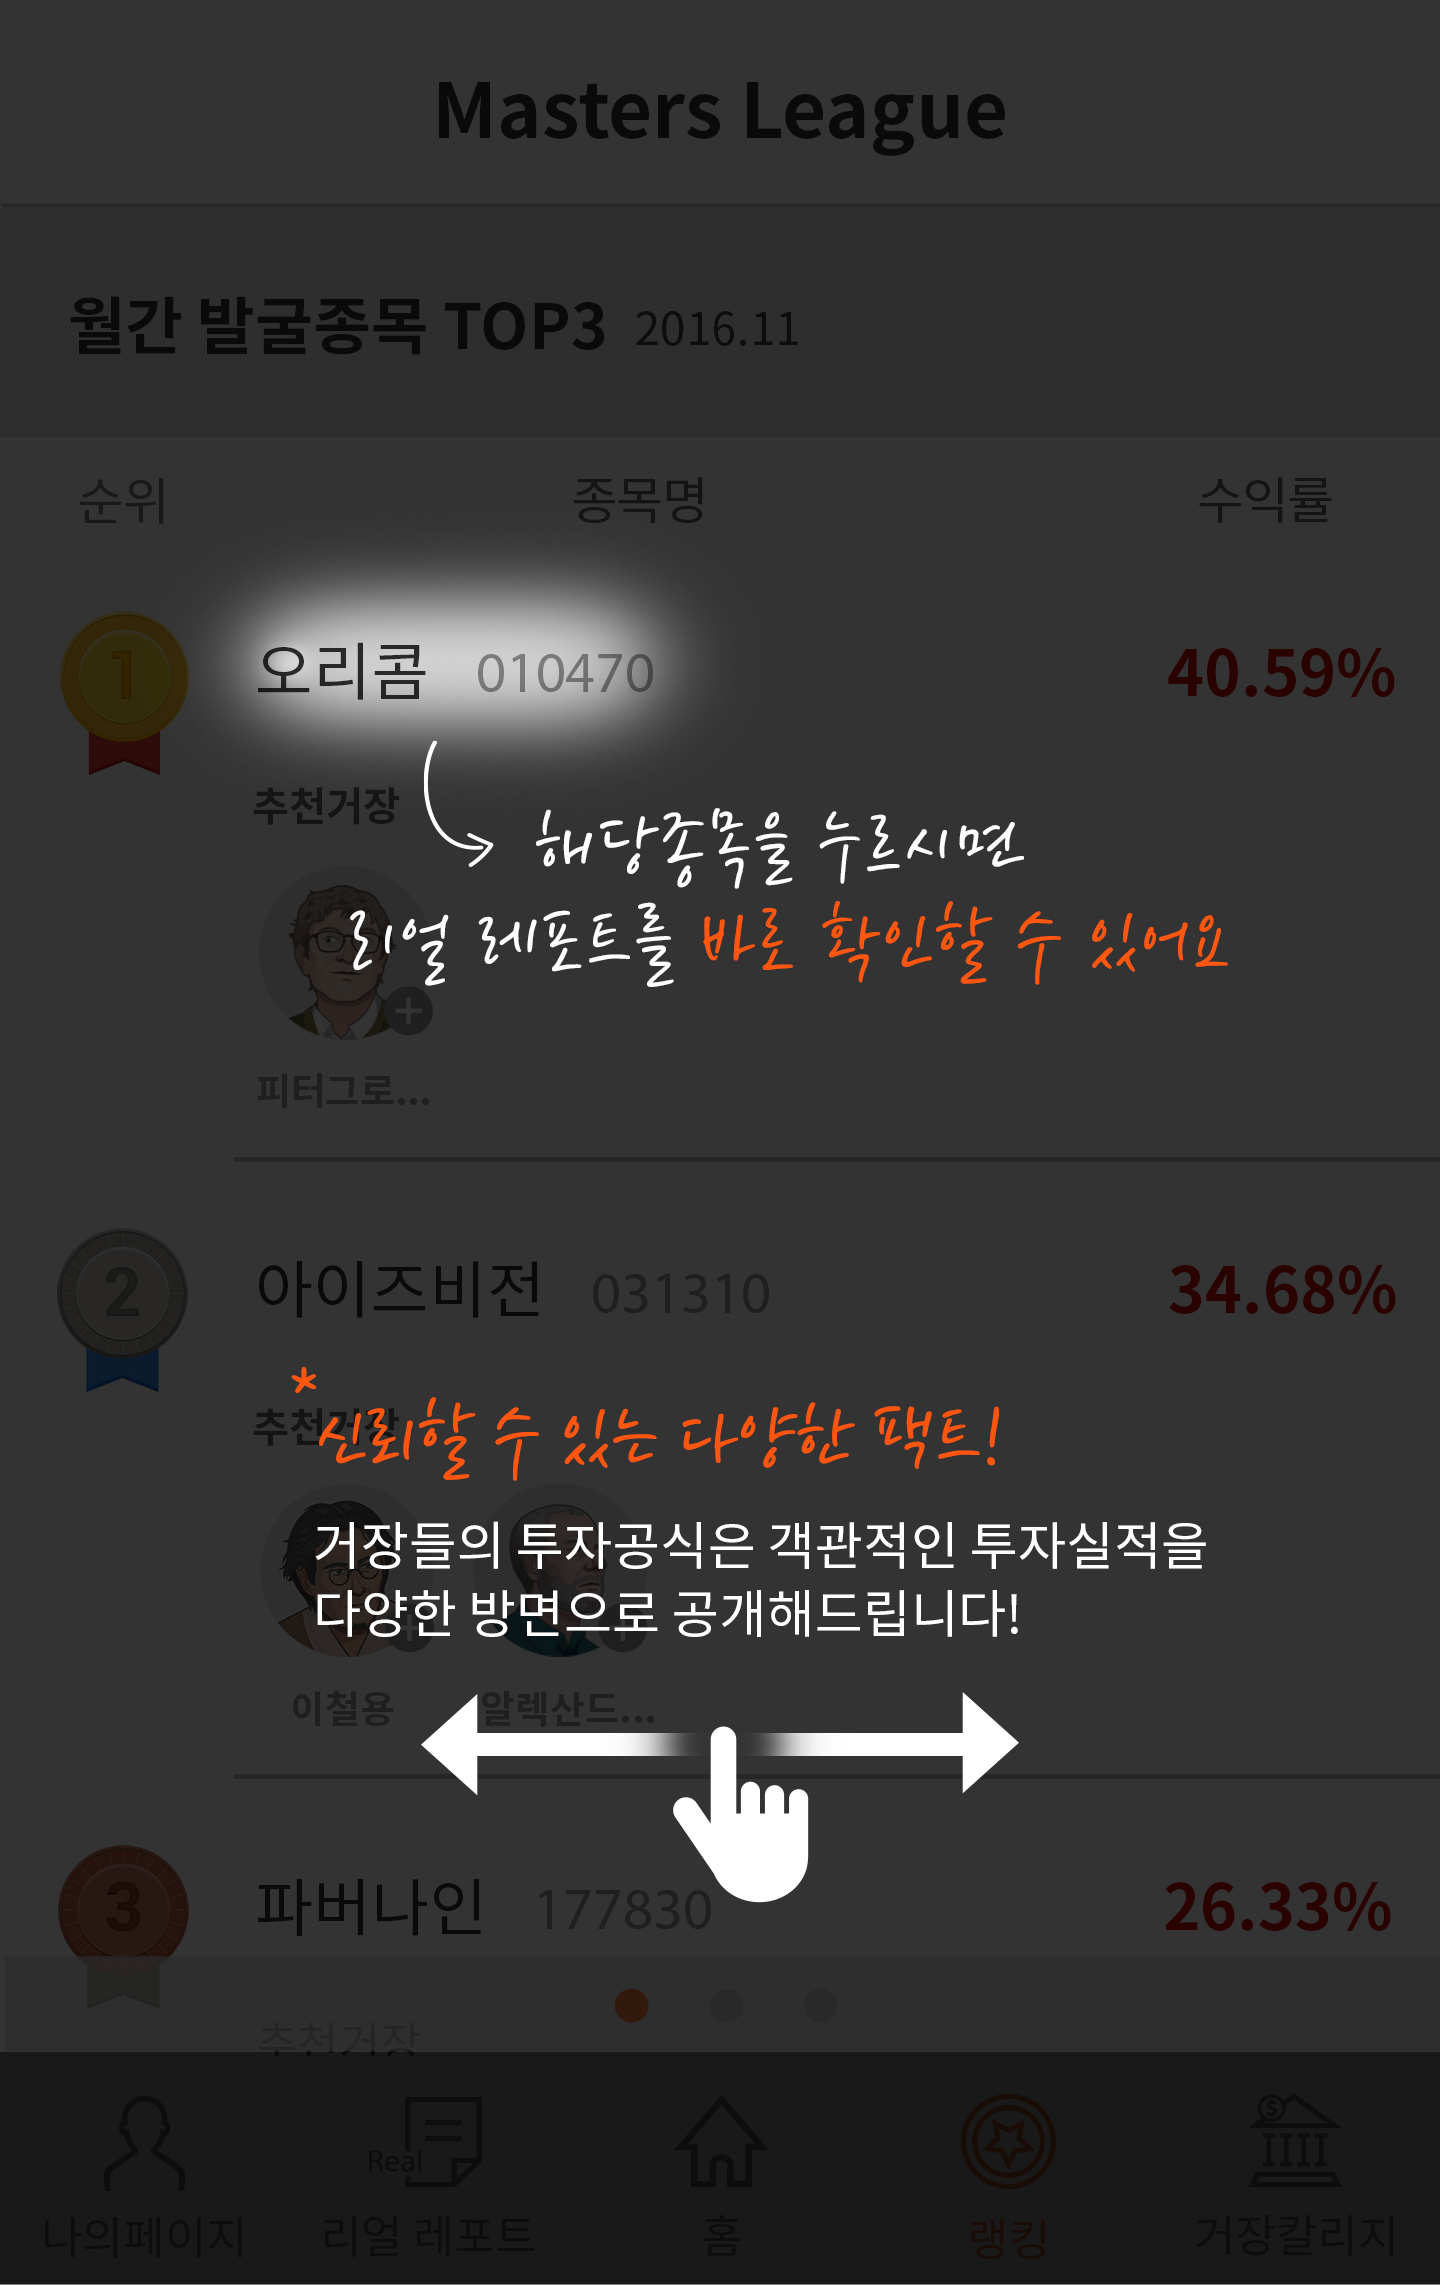 Masters League
월간 발굴종목 TOP3 2016.11
순위 종목명 수익률
1 오리콤 010470 40.59%
추천거장
해당종목을 누르시면
리얼 레포트를 바로 확인할 수 있어요
피터그로...
2 아이즈비전 031310 34.68%
추천거장
*신뢰할 수 있는 다양한 팩트!
거장들의 투자공식은 객관적인 투자실적을
다양한 방면으로 공개해드립니다!
이철용 알렉산드...
3 파버나인 177830 26.33%
추천거장
Real $
나의페이지 리얼 레포트 홈 랭킹 거장칼리지